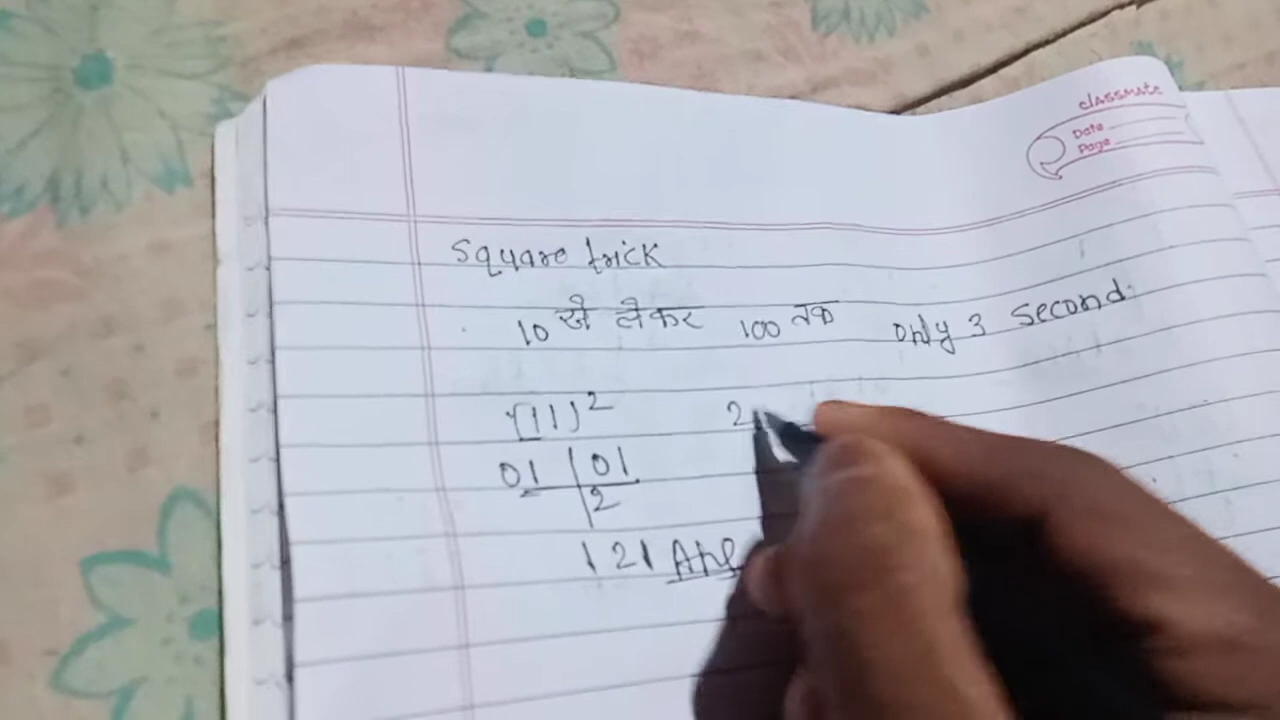 classmate
Date
Page
Square trick
10 से लेकर 100 तक only 3 second.
(11)² 2
01 | 01
2
121 Ans